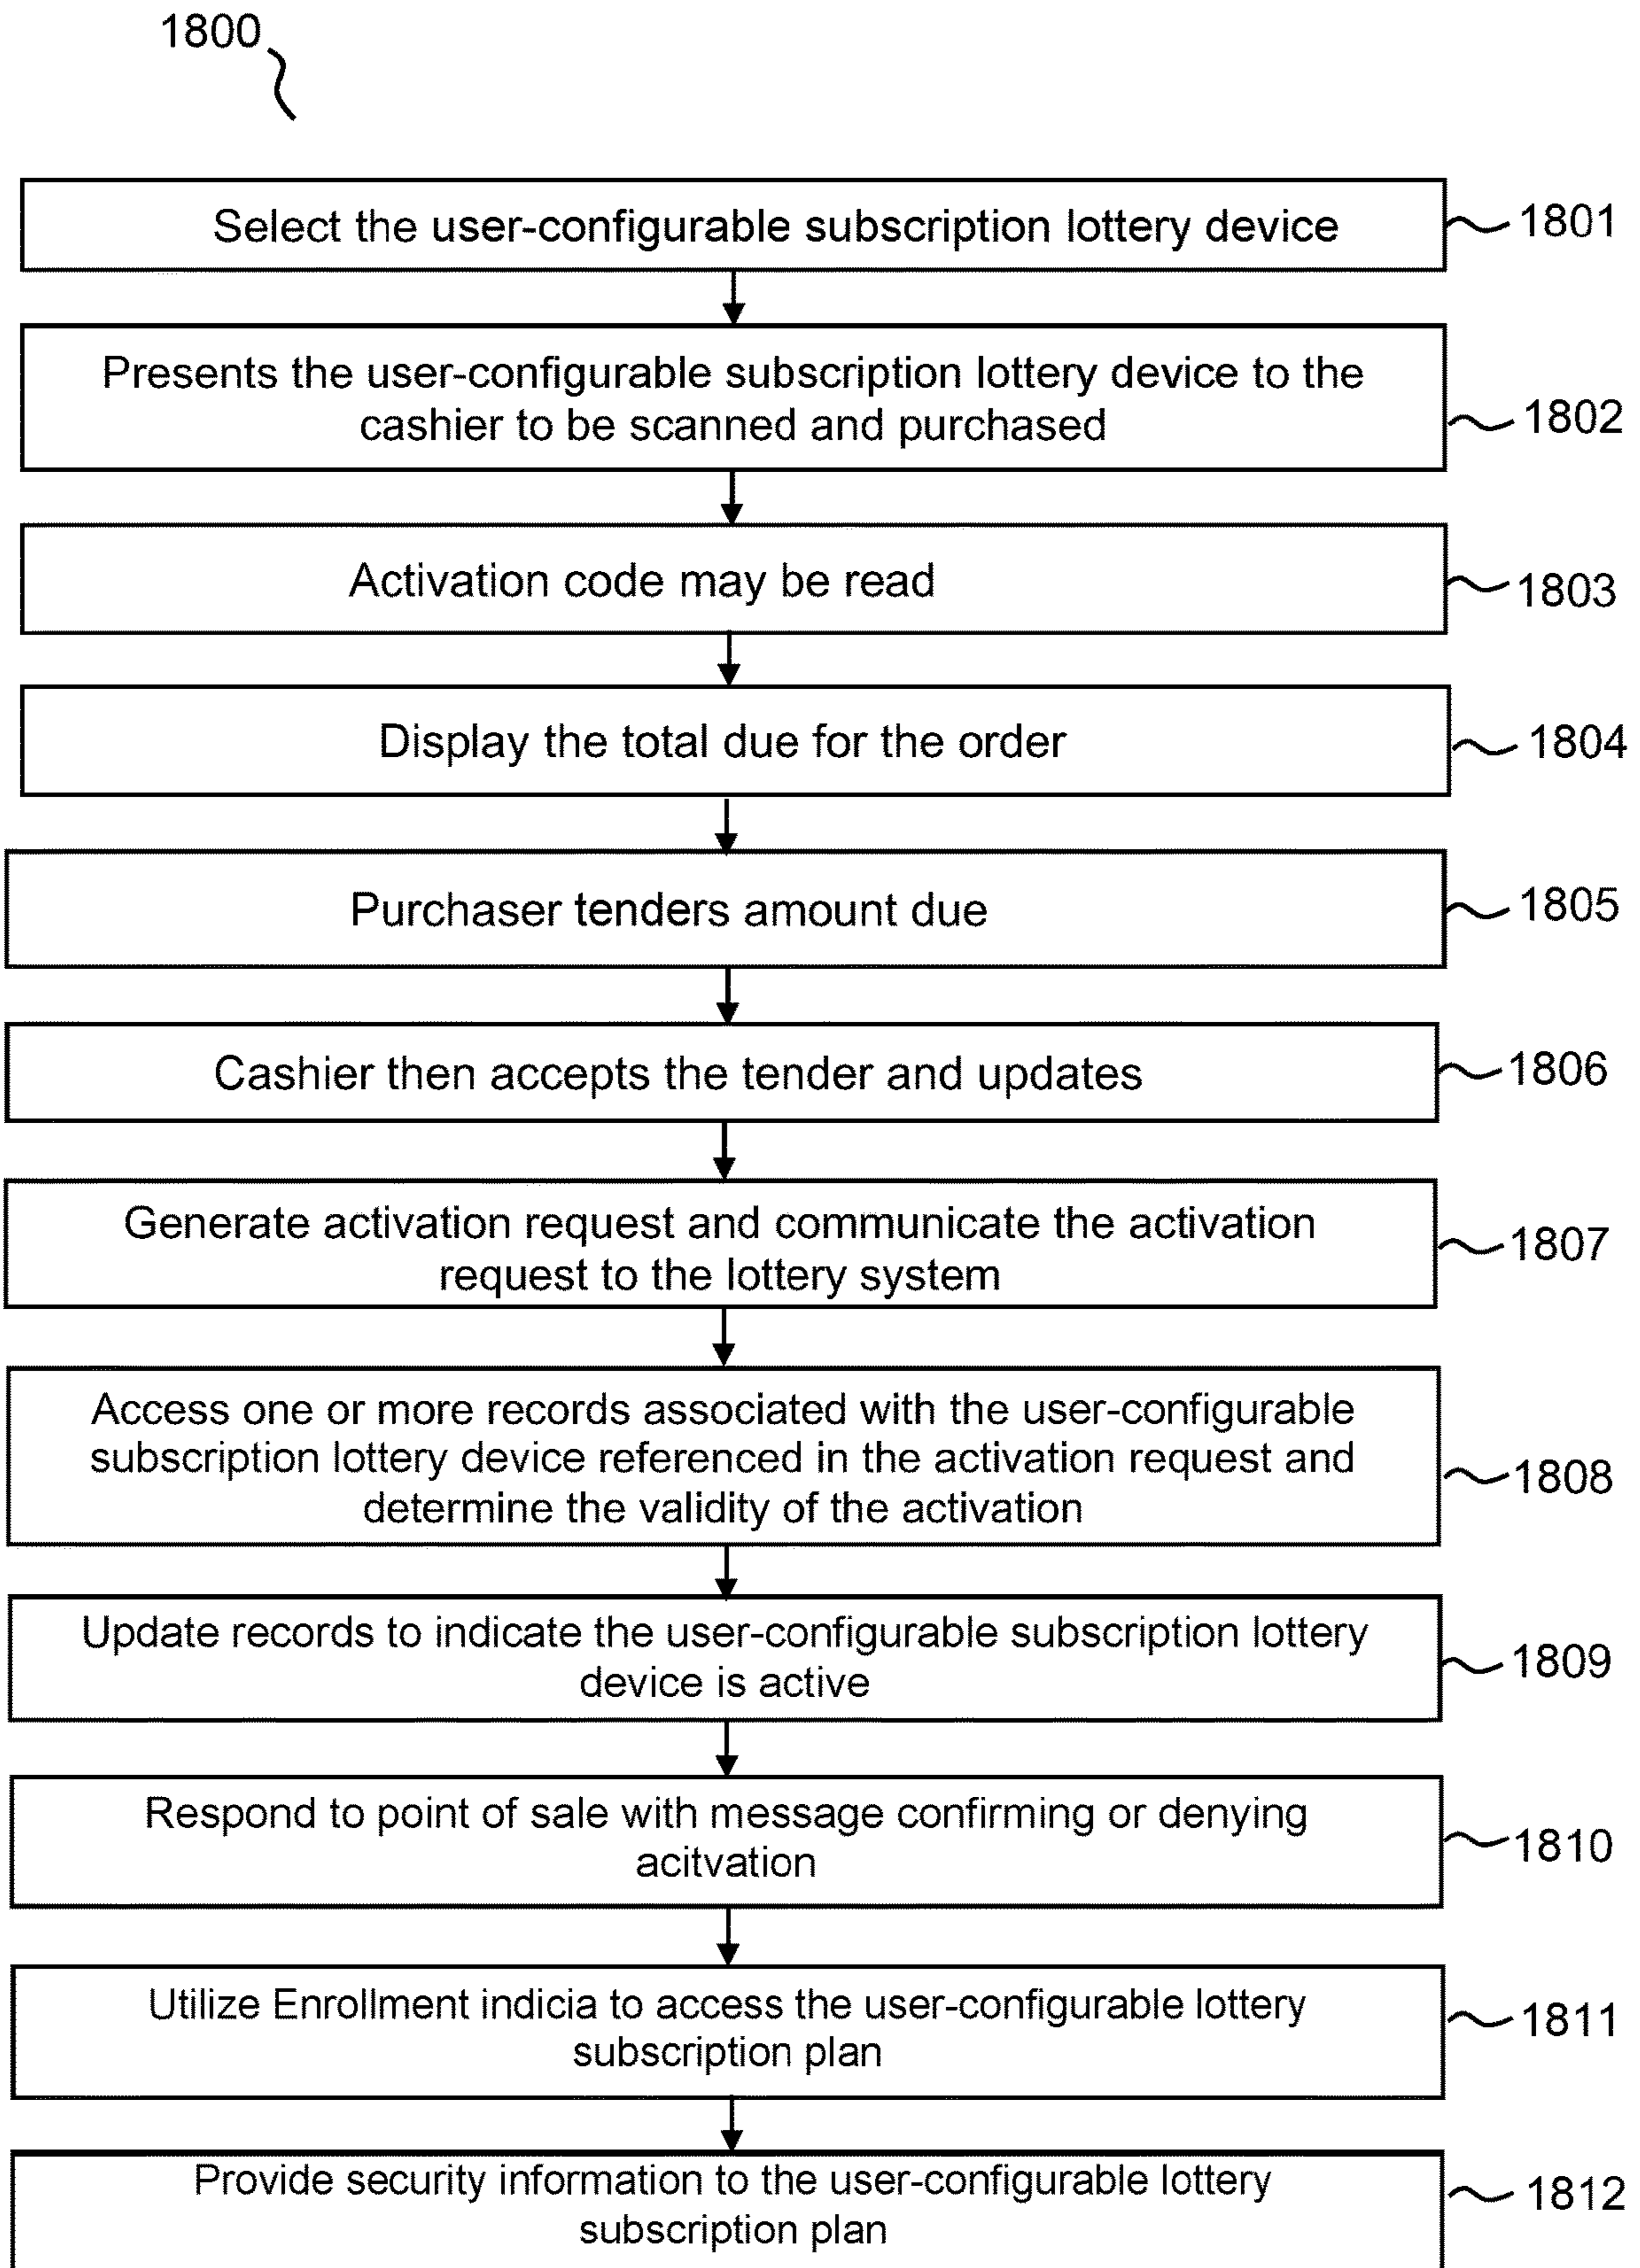 1800
Select the user-configurable subscription lottery device
1801
Presents the user-configurable subscription lottery device to the
cashier to be scanned and purchased
1802
Activation code may be read
1803
Display the total due for the order
1804
Purchaser tenders amount due
1805
Cashier then accepts the tender and updates
1806
Generate activation request and communicate the activation
request to the lottery system
1807
Access one or more records associated with the user-configurable
subscription lottery device referenced in the activation request and
determine the validity of the activation
1808
Update records to indicate the user-configurable subscription lottery
device is active
1809
Respond to point of sale with message confirming or denying
acitvation
1810
Utilize Enrollment indicia to access the user-configurable lottery
subscription plan
1811
Provide security information to the user-configurable lottery
subscription plan
1812